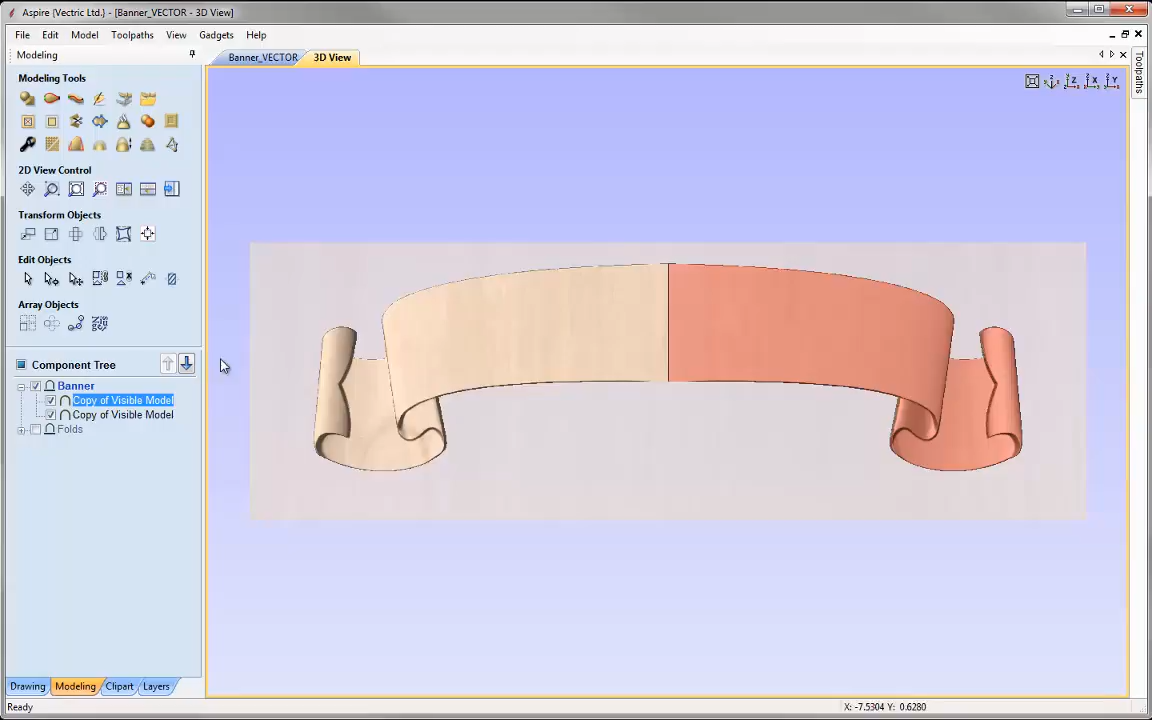 Aspire {Vectric Ltd.} - [Banner_VECTOR - 3D View]
File Edit Model Toolpaths View Gadgets Help
Modeling
Banner_VECTOR
3D View
Toolpaths
Modeling Tools
2D View Control
Transform Objects
Edit Objects
Array Objects
Component Tree
Banner
Copy of Visible Model
Copy of Visible Model
Folds
Drawing Modeling Clipart Layers
Ready
X: -7.5304 Y: 0.6280